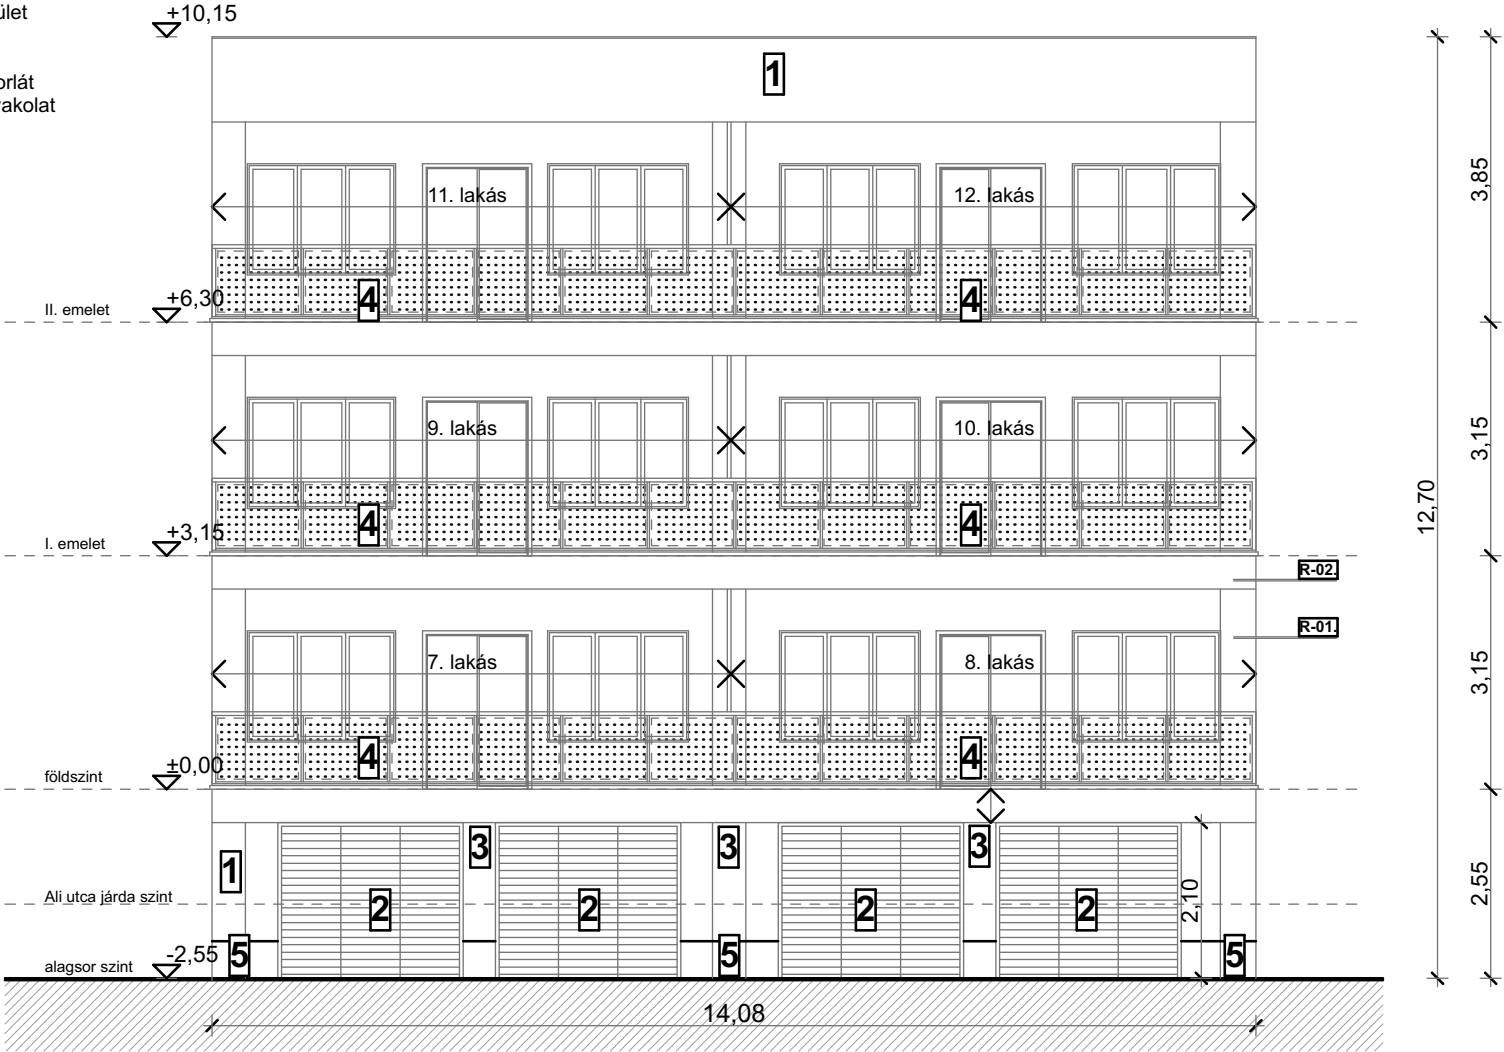 ület
+10,15
orlát
akolat
1
3,85
11. lakás
12. lakás
4
4
II. emelet
+6,30
9. lakás
10. lakás
3,15
12,70
4
4
I. emelet
+3,15
R-02.
R-01.
7. lakás
8. lakás
3,15
4
4
földszint
±0,00
3
3
3
1
2
2
2
2
2,10
2,55
Ali utca járda szint
5
5
5
alagsor szint
-2,55
14,08